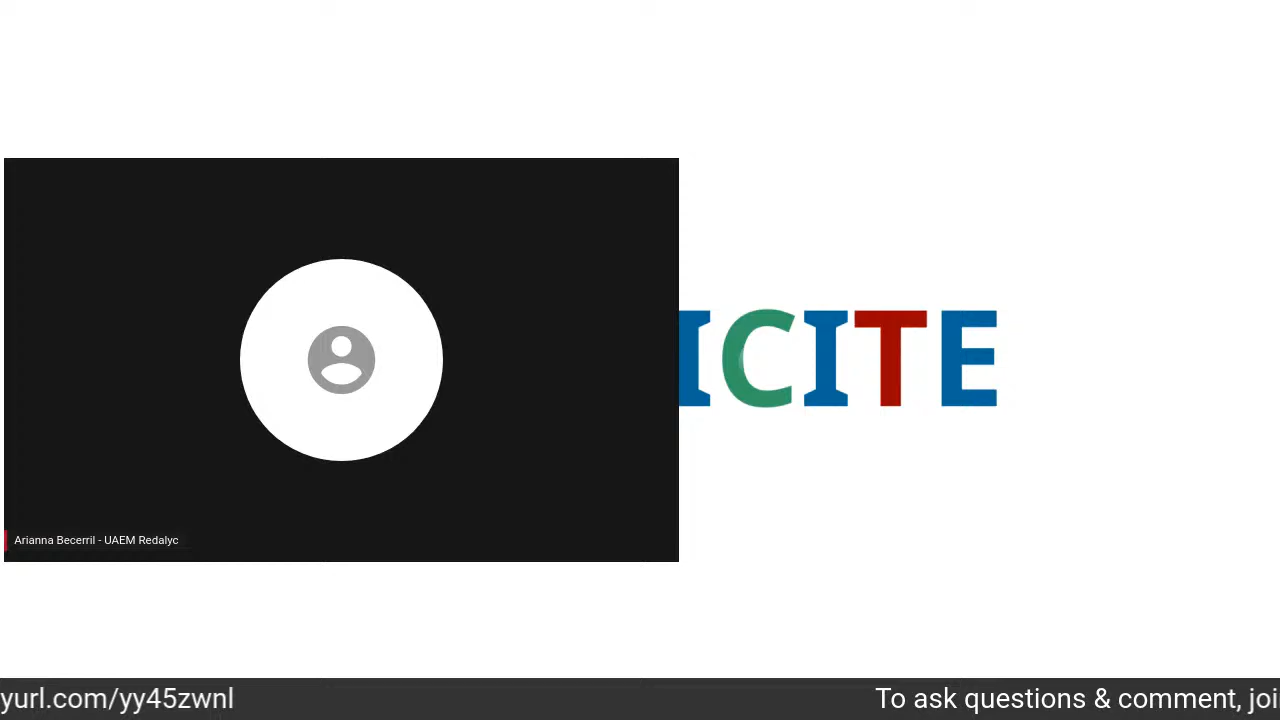 ICITE
Arianna Becerril - UAEM Redalyc
yurl.com/yy45zwnl To ask questions & comment, joi